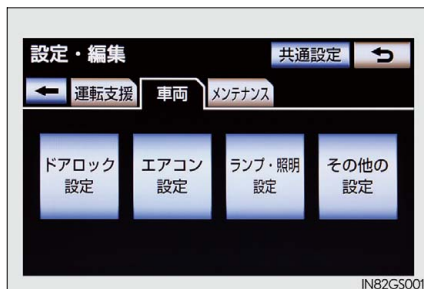 設定・編集 共通設定
運転支援 車両 メンテナンス
ドアロック エアコン ランプ・照明 その他の
設定 設定 設定 設定
IN82GS001